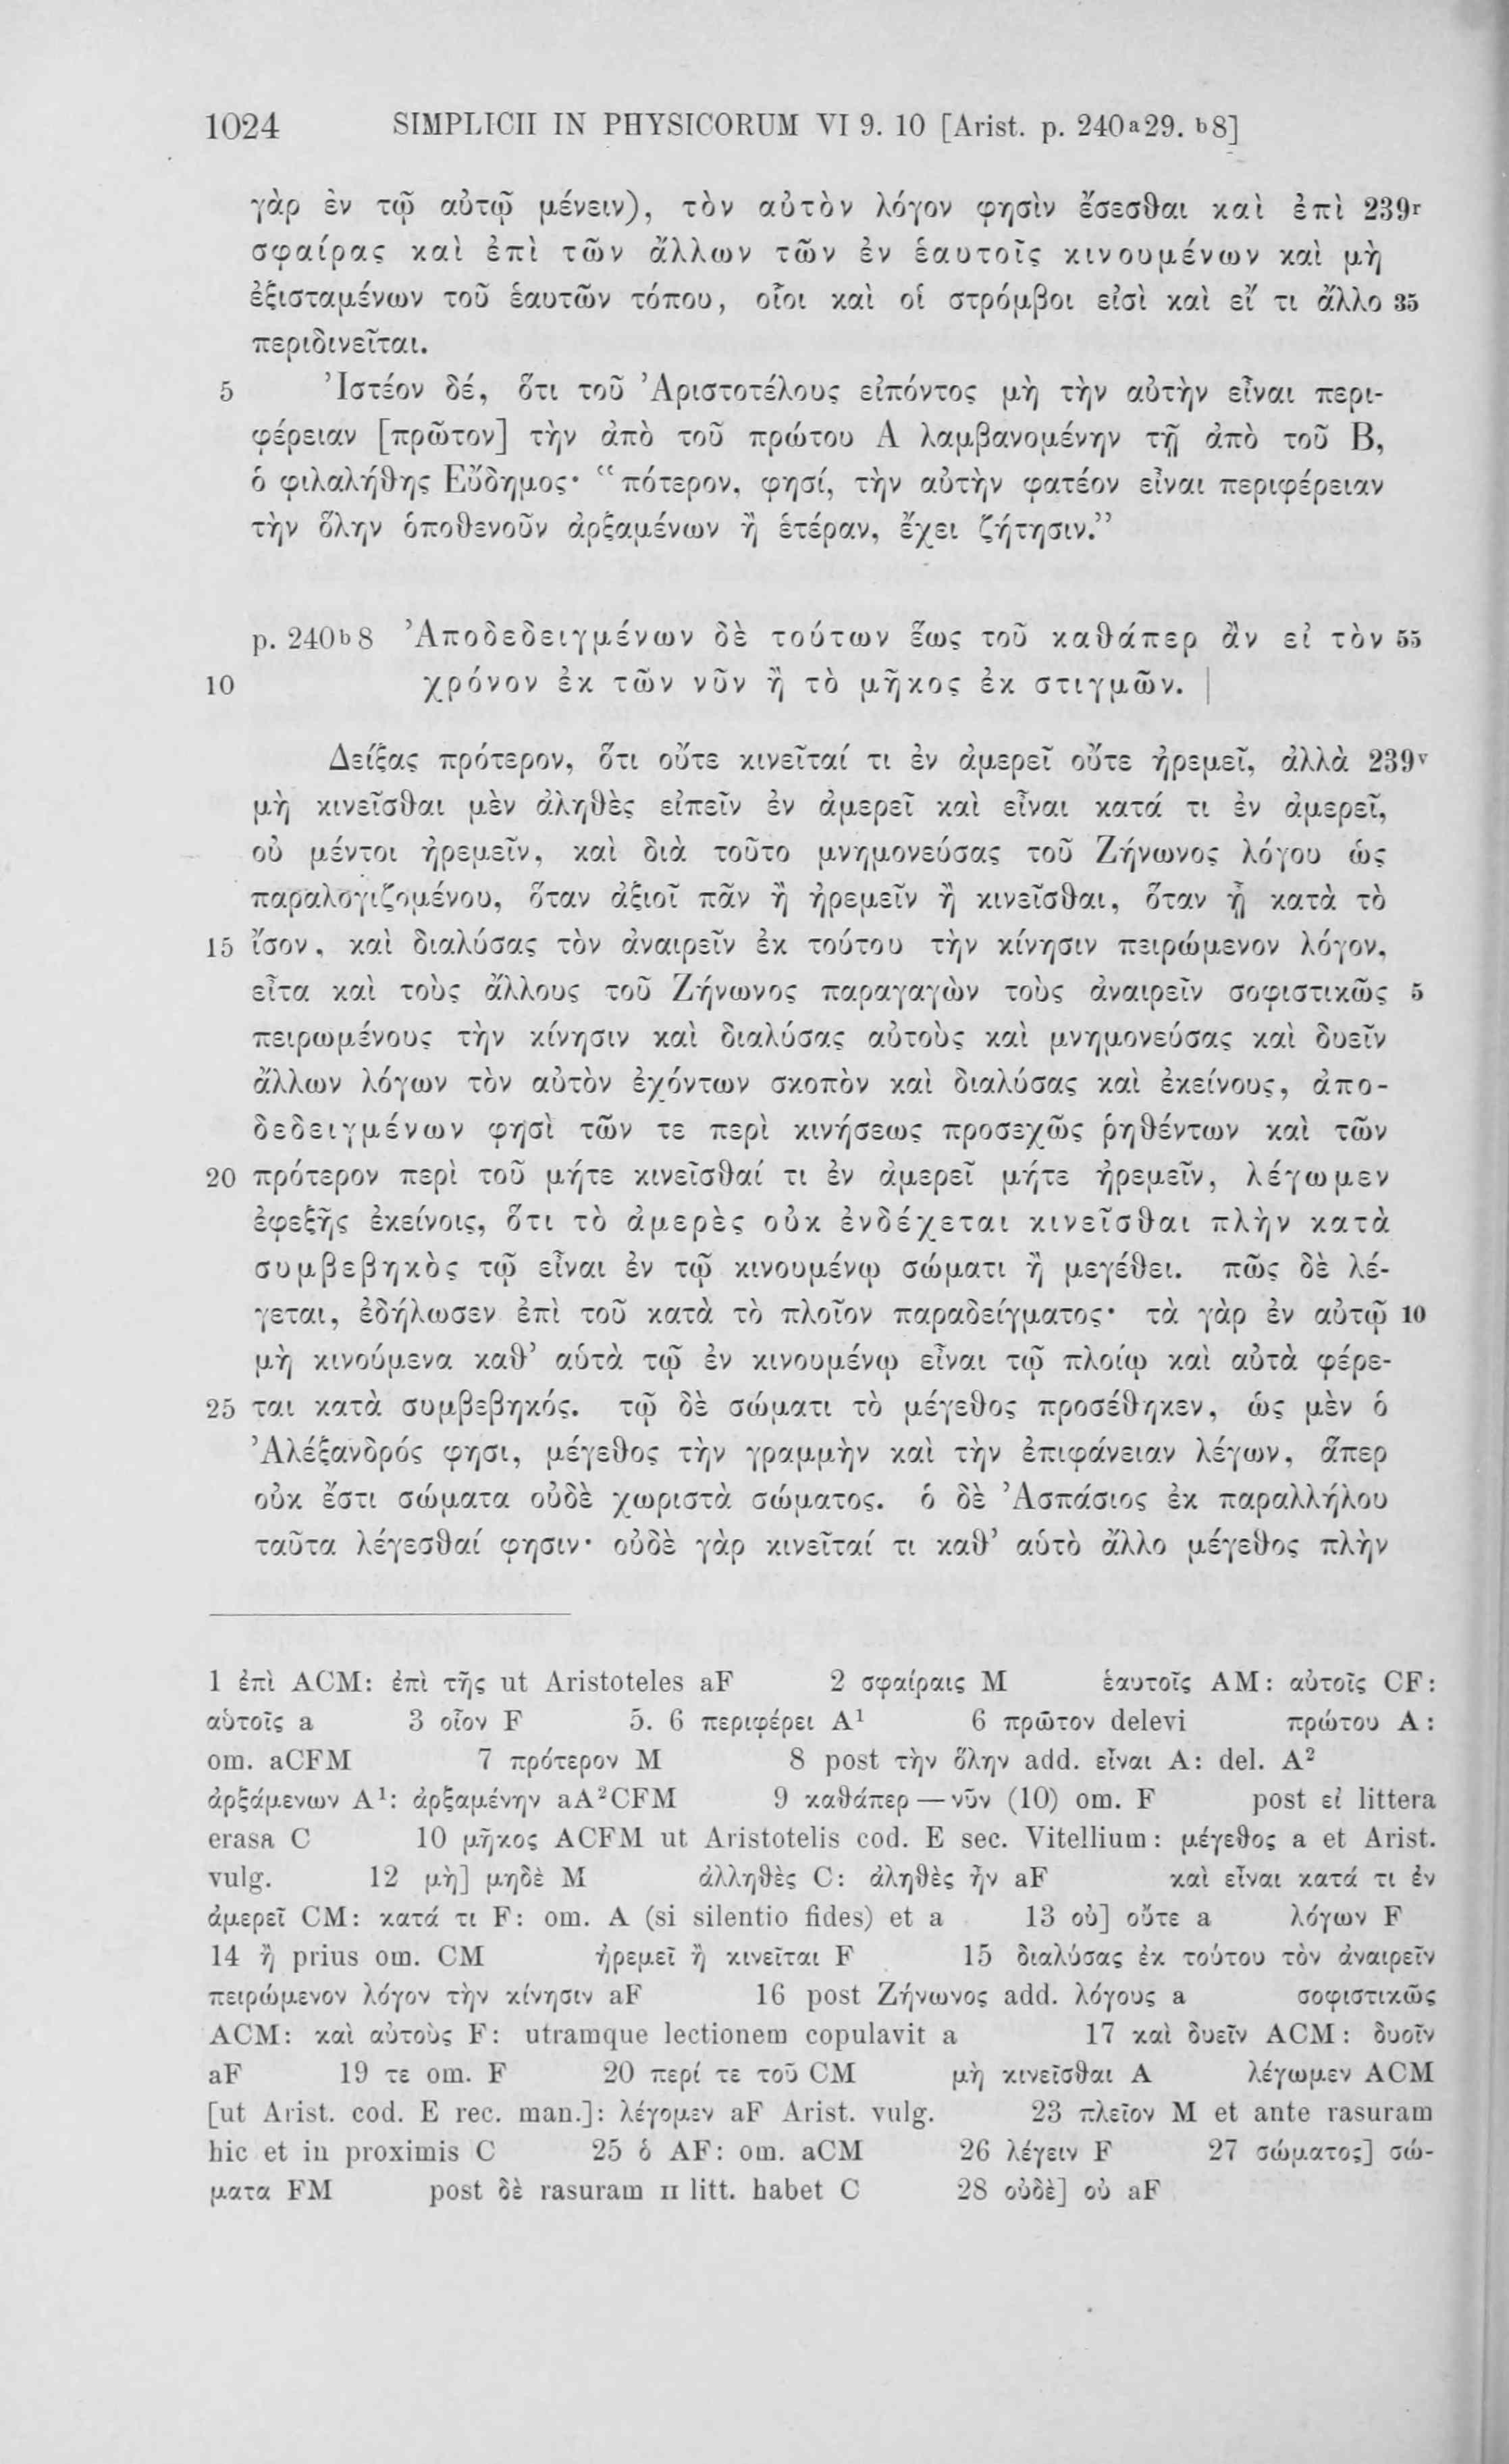 1024 SIMPLICII IN PHYSICORUM VI 9. 10 [Arist. p. 240a29. b8]
γὰρ ἐν τῷ αὐτῷ μένειν), τὸν αὐτὸν λόγον φησὶν ἔσεσθαι καὶ ἐπὶ 239r
σφαίρας καὶ ἐπὶ τῶν ἄλλων τῶν ἐν ἑαυτοῖς κινουμένων καὶ μὴ
ἐξισταμένων τοῦ ἑαυτῶν τόπου, οἷοι καὶ οἱ στρόμβοι εἰσὶ καὶ εἴ τι ἄλλο 35
περιδινεῖται.
5 Ἰστέον δέ, ὅτι τοῦ Ἀριστοτέλους εἰπόντος μὴ τὴν αὐτὴν εἶναι περι-
φέρειαν [πρῶτον] τὴν ἀπὸ τοῦ πρώτου Α λαμβανομένην τῇ ἀπὸ τοῦ Β,
ὁ φιλαλήθης Εὔδημος· “πότερον, φησί, τὴν αὐτὴν φατέον εἶναι περιφέρειαν
τὴν ὅλην ὁποθενοῦν ἀρξαμένων ἢ ἑτέραν, ἔχει ζήτησιν.”
p. 240b8 Ἀποδεδειγμένων δὲ τούτων ἕως τοῦ καθάπερ ἂν εἰ τὸν 55
10 χρόνον ἐκ τῶν νῦν ἢ τὸ μῆκος ἐκ στιγμῶν. |
Δείξας πρότερον, ὅτι οὔτε κινεῖταί τι ἐν ἀμερεῖ οὔτε ἠρεμεῖ, ἀλλὰ 239v
μὴ κινεῖσθαι μὲν ἀληθὲς εἰπεῖν ἐν ἀμερεῖ καὶ εἶναι κατά τι ἐν ἀμερεῖ,
οὐ μέντοι ἠρεμεῖν, καὶ διὰ τοῦτο μνημονεύσας τοῦ Ζήνωνος λόγου ὡς
παραλογιζομένου, ὅταν ἀξιοῖ πᾶν ἢ ἠρεμεῖν ἢ κινεῖσθαι, ὅταν ᾖ κατὰ τὸ
15 ἴσον, καὶ διαλύσας τὸν ἀναιρεῖν ἐκ τούτου τὴν κίνησιν πειρώμενον λόγον,
εἶτα καὶ τοὺς ἄλλους τοῦ Ζήνωνος παραγαγὼν τοὺς ἀναιρεῖν σοφιστικῶς 5
πειρωμένους τὴν κίνησιν καὶ διαλύσας αὐτοὺς καὶ μνημονεύσας καὶ δυεῖν
ἄλλων λόγων τὸν αὐτὸν ἐχόντων σκοπὸν καὶ διαλύσας καὶ ἐκείνους, ἀπο-
δεδειγμένων φησὶ τῶν τε περὶ κινήσεως προσεχῶς ῥηθέντων καὶ τῶν
20 πρότερον περὶ τοῦ μήτε κινεῖσθαί τι ἐν ἀμερεῖ μήτε ἠρεμεῖν, λέγωμεν
ἐφεξῆς ἐκείνοις, ὅτι τὸ ἀμερὲς οὐκ ἐνδέχεται κινεῖσθαι πλὴν κατὰ
συμβεβηκὸς τῷ εἶναι ἐν τῷ κινουμένῳ σώματι ἢ μεγέθει. πῶς δὲ λέ-
γεται, ἐδήλωσεν ἐπὶ τοῦ κατὰ τὸ πλοῖον παραδείγματος· τὰ γὰρ ἐν αὐτῷ 10
μὴ κινούμενα καθ’ αὑτὰ τῷ ἐν κινουμένῳ εἶναι τῷ πλοίῳ καὶ αὐτὰ φέρε-
25 ται κατὰ συμβεβηκός. τῷ δὲ σώματι τὸ μέγεθος προσέθηκεν, ὡς μὲν ὁ
Ἀλέξανδρός φησι, μέγεθος τὴν γραμμὴν καὶ τὴν ἐπιφάνειαν λέγων, ἅπερ
οὐκ ἔστι σώματα οὐδὲ χωριστὰ σώματος. ὁ δὲ Ἀσπάσιος ἐκ παραλλήλου
ταῦτα λέγεσθαί φησιν· οὐδὲ γὰρ κινεῖταί τι καθ’ αὑτὸ ἄλλο μέγεθος πλὴν
1 ἐπὶ ACM: ἐπὶ τῆς ut Aristoteles aF 2 σφαίραις M ἑαυτοῖς AM: αὐτοῖς CF:
αὑτοῖς a 3 οἷον F 5. 6 περιφέρει A¹ 6 πρῶτον delevi πρώτου A:
om. aCFM 7 πρότερον M 8 post τὴν ὅλην add. εἶναι A: del. A²
ἀρξάμενων A¹: ἀρξαμένην aA²CFM 9 καθάπερ — νῦν (10) om. F post εἰ littera
erasa C 10 μῆκος ACFM ut Aristotelis cod. E sec. Vitellium: μέγεθος a et Arist.
vulg. 12 μὴ] μηδὲ M ἀλληθὲς C: ἀληθὲς ἦν aF καὶ εἶναι κατά τι ἐν
ἀμερεῖ CM: κατά τι F: om. A (si silentio fides) et a 13 οὐ] οὔτε a λόγων F
14 ἢ prius om. CM ἠρεμεῖ ἢ κινεῖται F 15 διαλύσας ἐκ τούτου τὸν ἀναιρεῖν
πειρώμενον λόγον τὴν κίνησιν aF 16 post Ζήνωνος add. λόγους a σοφιστικῶς
ACM: καὶ αὐτοὺς F: utramque lectionem copulavit a 17 καὶ δυεῖν ACM: δυοῖν
aF 19 τε om. F 20 περί τε τοῦ CM μὴ κινεῖσθαι A λέγωμεν ACM
[ut Arist. cod. E rec. man.]: λέγομεν aF Arist. vulg. 23 πλεῖον M et ante rasuram
hic et in proximis C 25 ὁ AF: om. aCM 26 λέγειν F 27 σώματος] σώ-
ματα FM post δὲ rasuram II litt. habet C 28 οὐδὲ] οὐ aF